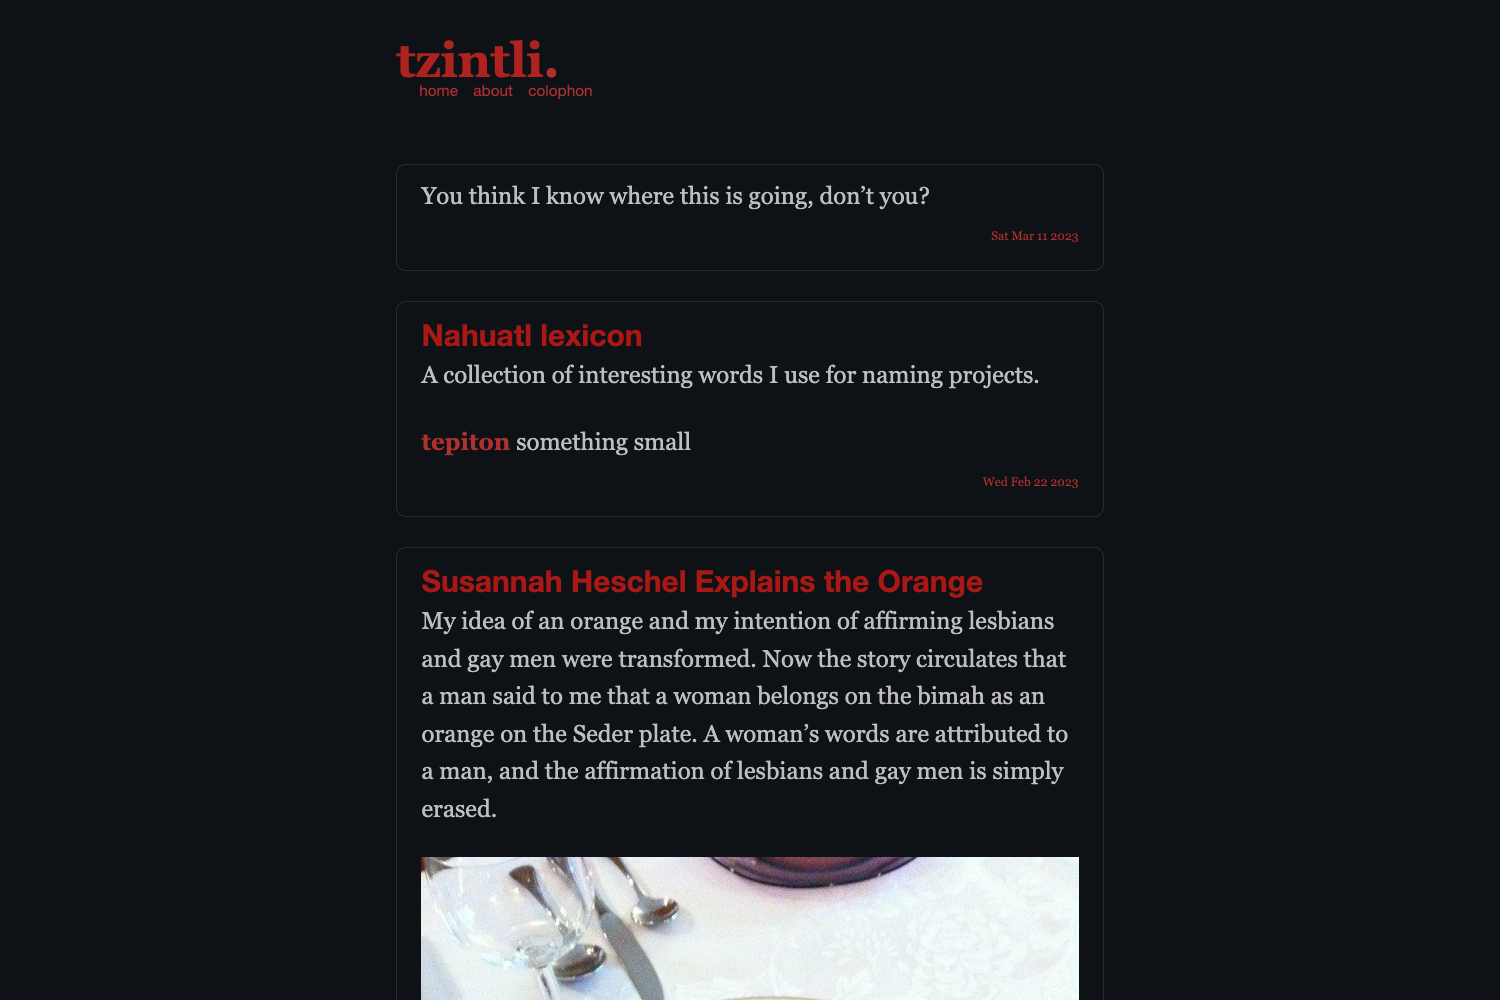 tzintli.
home about colophon
You think I know where this is going, don’t you?
Sat Mar 11 2023
Nahuatl lexicon
A collection of interesting words I use for naming projects.
tepiton something small
Wed Feb 22 2023
Susannah Heschel Explains the Orange
My idea of an orange and my intention of affirming lesbians
and gay men were transformed. Now the story circulates that
a man said to me that a woman belongs on the bimah as an
orange on the Seder plate. A woman’s words are attributed to
a man, and the affirmation of lesbians and gay men is simply
erased.